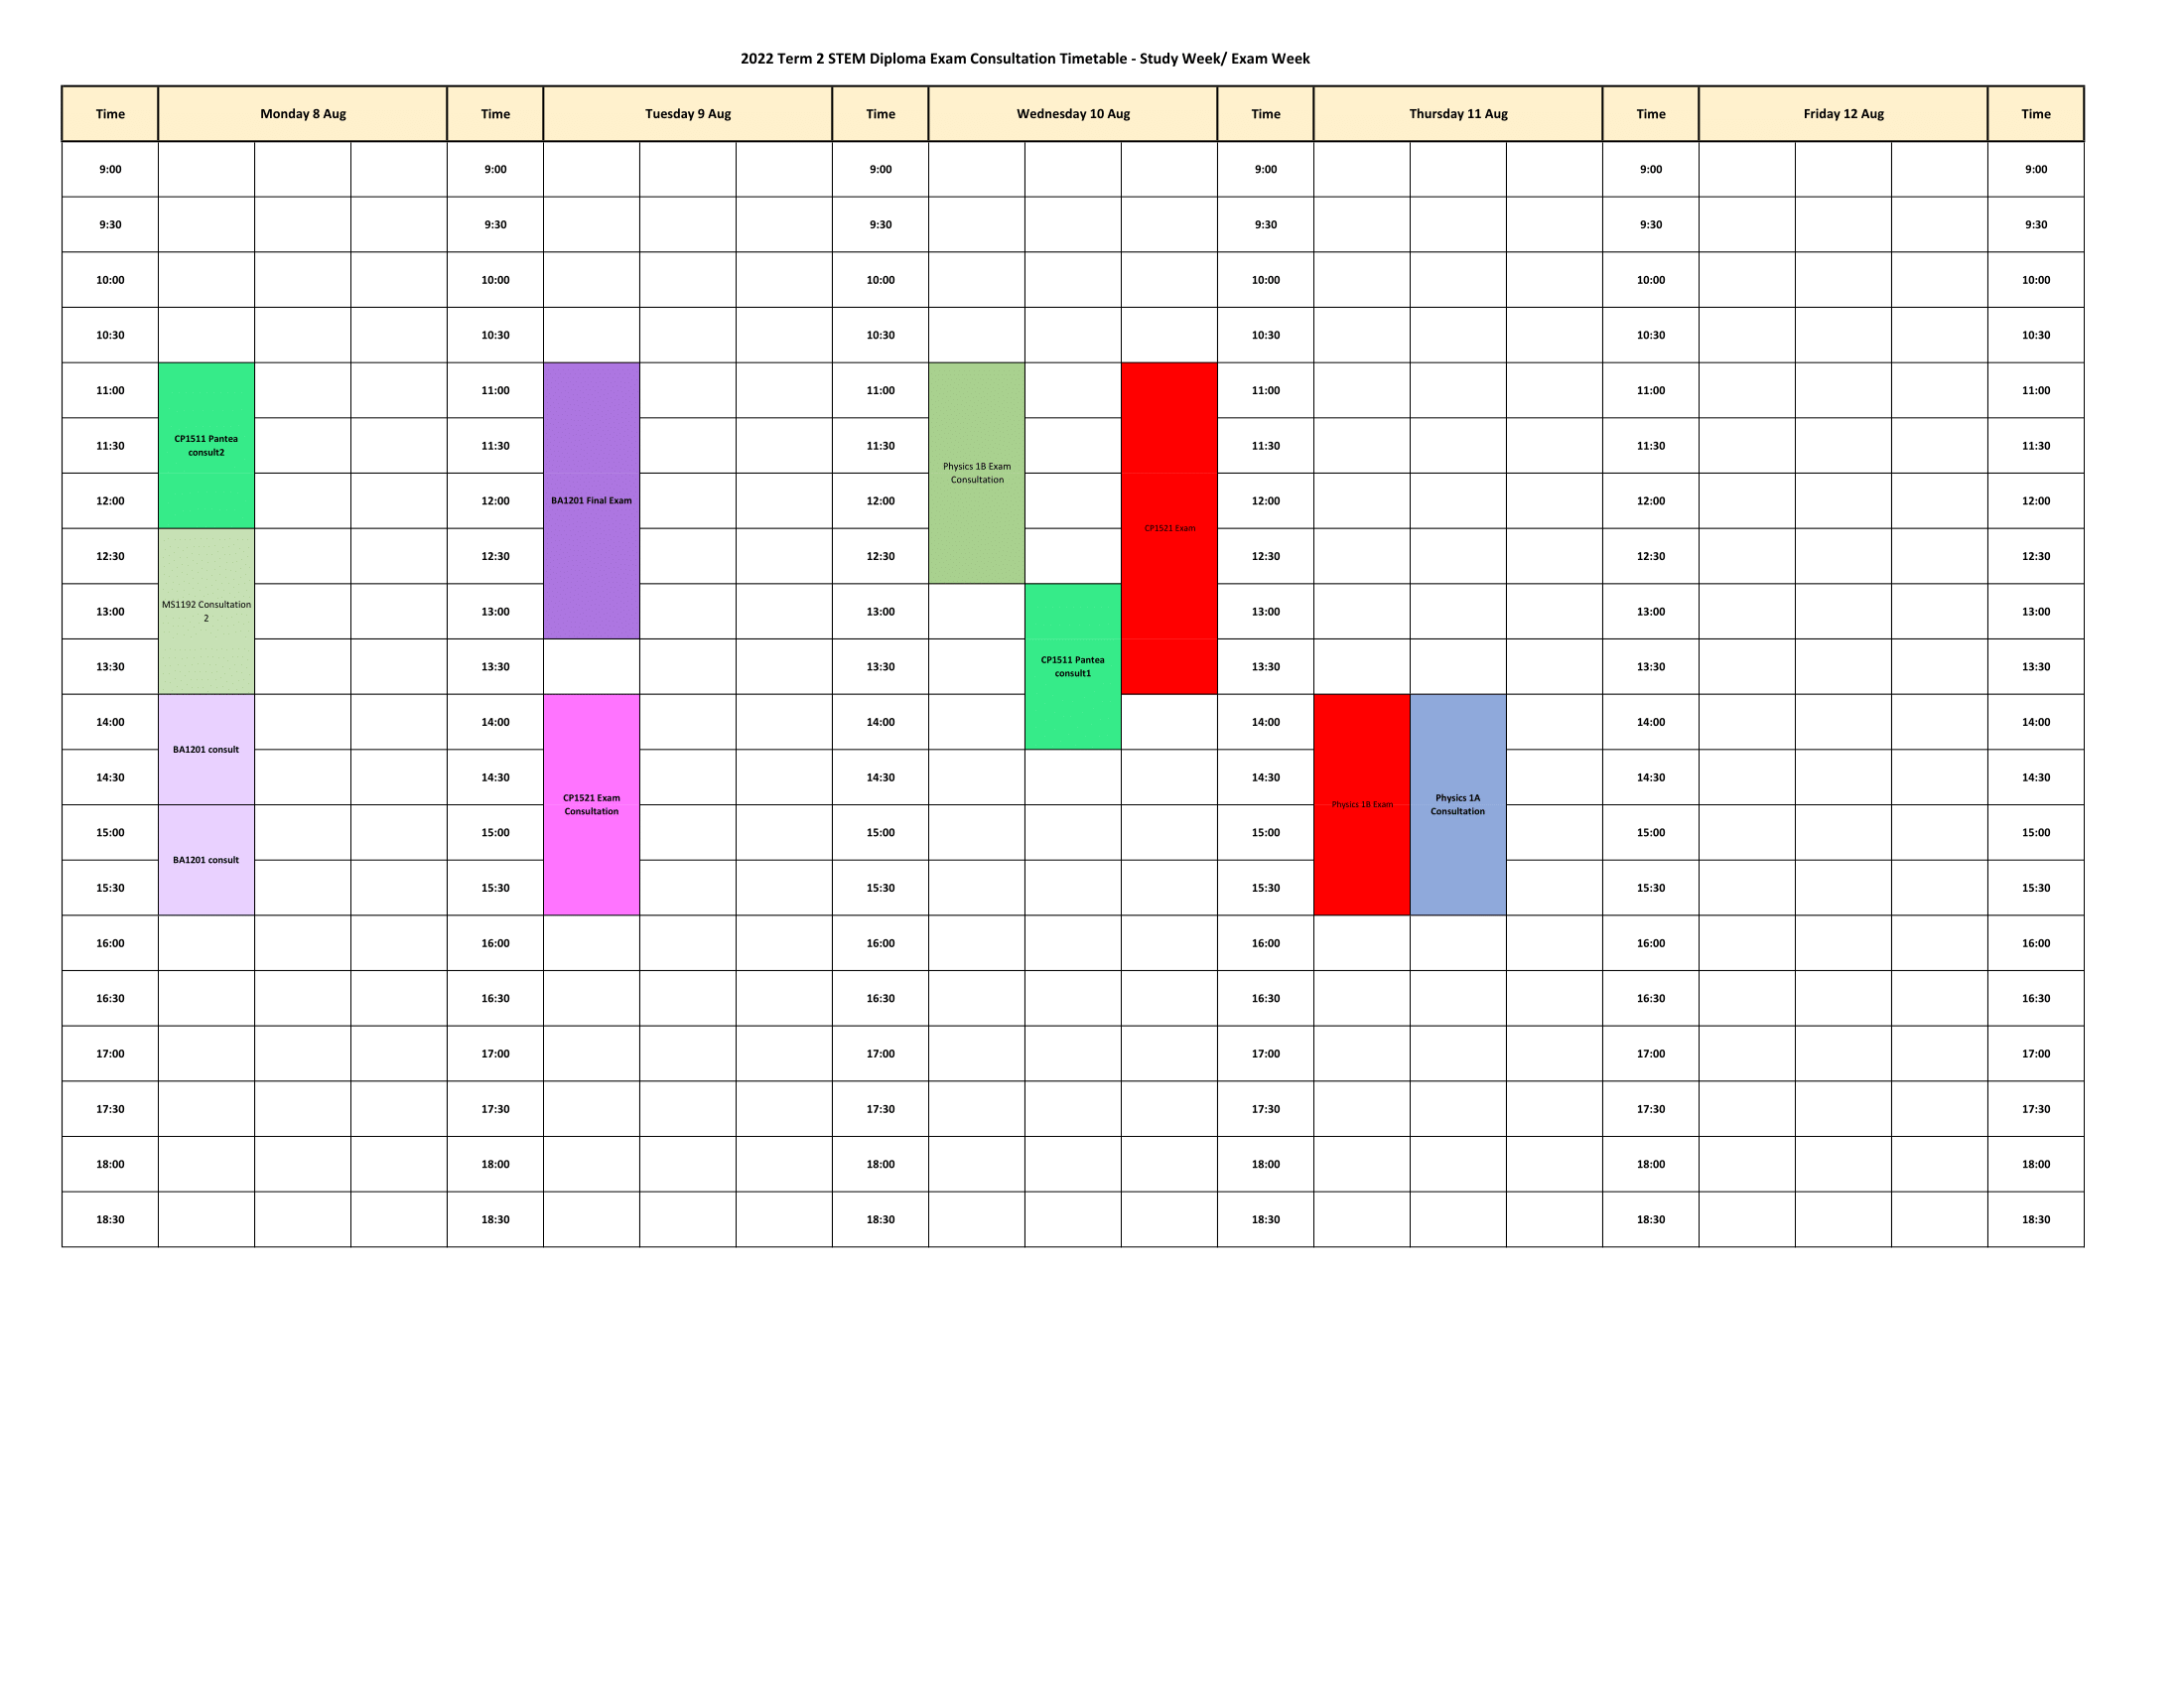 2022 Term 2 STEM Diploma Exam Consultation Timetable - Study Week/ Exam Week
Time Monday 8 Aug Time Tuesday 9 Aug Time Wednesday 10 Aug Time Thursday 11 Aug Time Friday 12 Aug Time
9:00 9:00 9:00 9:00 9:00 9:00
9:30 9:30 9:30 9:30 9:30 9:30
10:00 10:00 10:00 10:00 10:00 10:00
10:30 10:30 10:30 10:30 10:30 10:30
11:00 11:00 11:00 11:00 11:00 11:00
CP1511 Pantea
consult2
11:30 11:30 11:30 11:30 11:30 11:30
Physics 1B Exam
Consultation
12:00 BA1201 Final Exam 12:00 12:00 12:00 12:00 12:00
CP1521 Exam
12:30 12:30 12:30 12:30 12:30 12:30
MS1192 Consultation
2
13:00 13:00 13:00 13:00 13:00 13:00
CP1511 Pantea
consult1
13:30 13:30 13:30 13:30 13:30 13:30
14:00 14:00 14:00 14:00 14:00 14:00
BA1201 consult
14:30 14:30 14:30 14:30 14:30 14:30
CP1521 Exam
Consultation
Physics 1B Exam
Physics 1A
Consultation
15:00 15:00 15:00 15:00 15:00 15:00
BA1201 consult
15:30 15:30 15:30 15:30 15:30 15:30
16:00 16:00 16:00 16:00 16:00 16:00
16:30 16:30 16:30 16:30 16:30 16:30
17:00 17:00 17:00 17:00 17:00 17:00
17:30 17:30 17:30 17:30 17:30 17:30
18:00 18:00 18:00 18:00 18:00 18:00
18:30 18:30 18:30 18:30 18:30 18:30